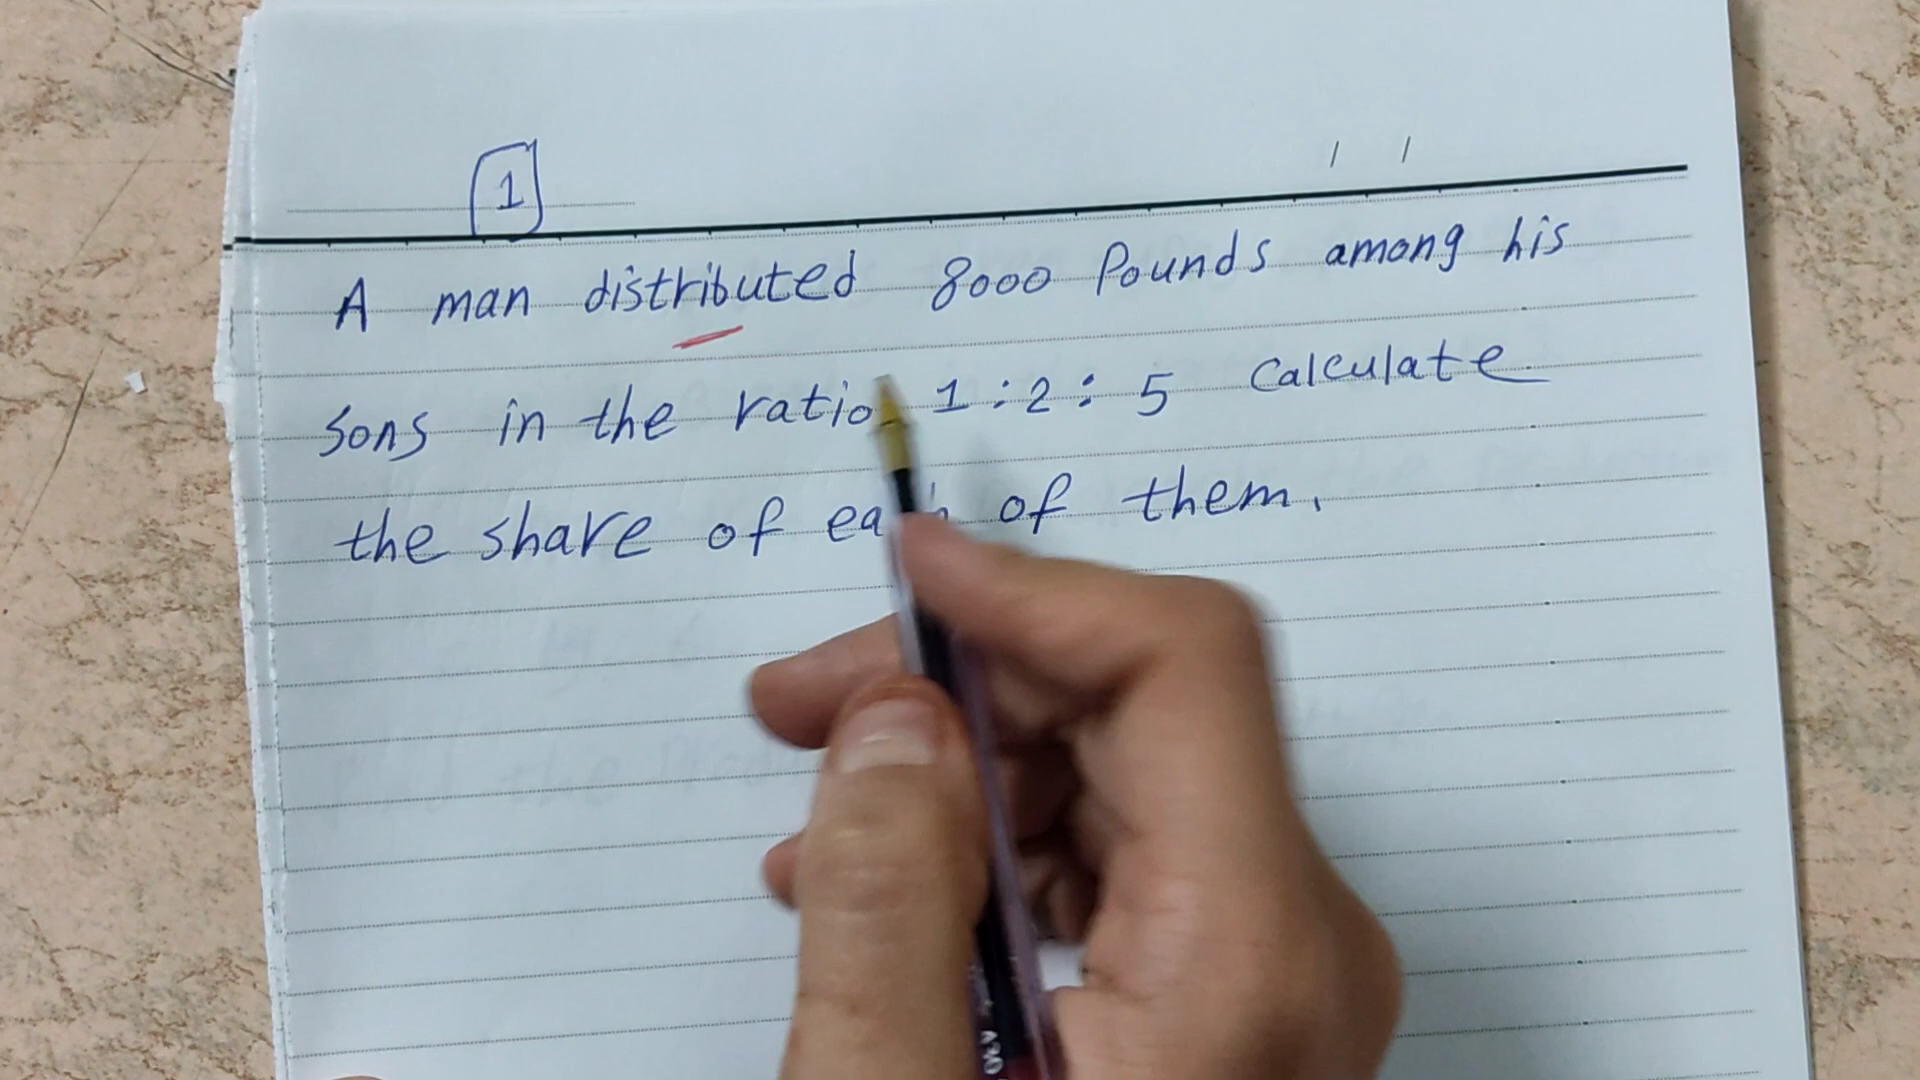 1
A man distributed 8000 Pounds among his
sons in the ratio 1:2:5 Calculate
the share of each of them.